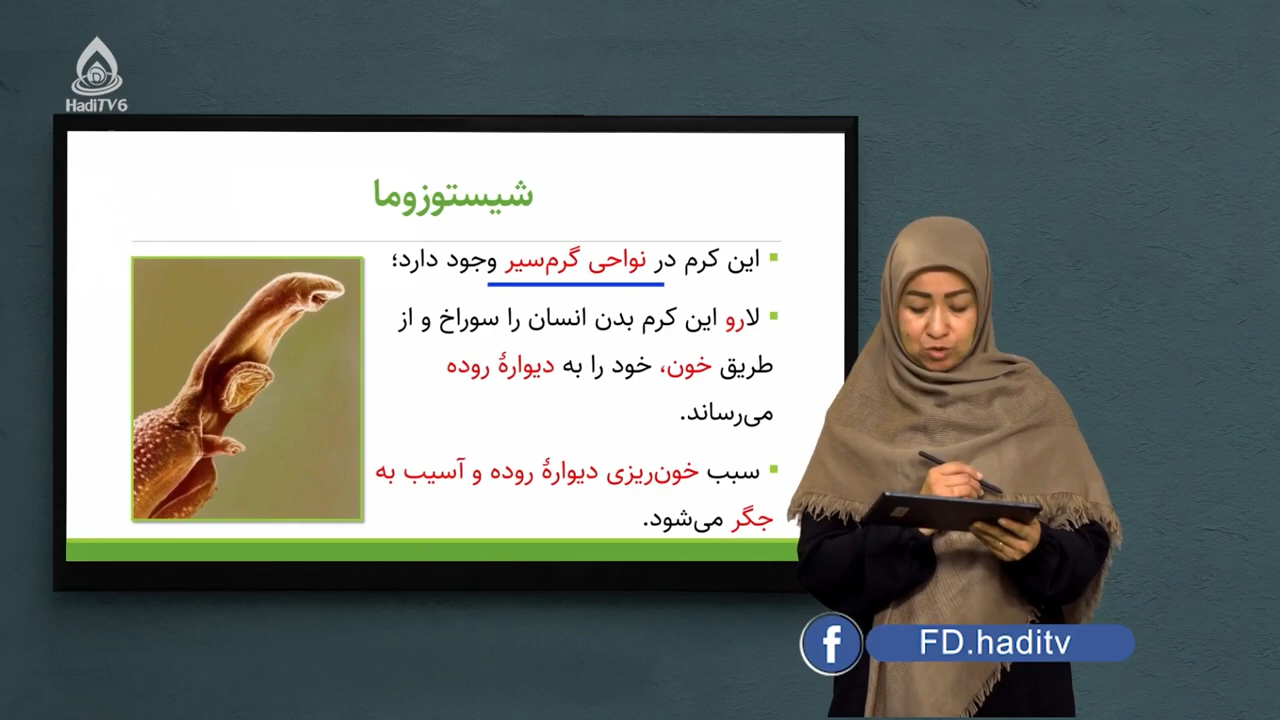 HadiTV6
شیستوزوما
این کرم در نواحی گرم‌سیر وجود دارد؛
لارو این کرم بدن انسان را سوراخ و از
طریق خون، خود را به دیوارهٔ روده
می‌رساند.
سبب خون‌ریزی دیوارهٔ روده و آسیب به
جگر می‌شود.
f FD.haditv